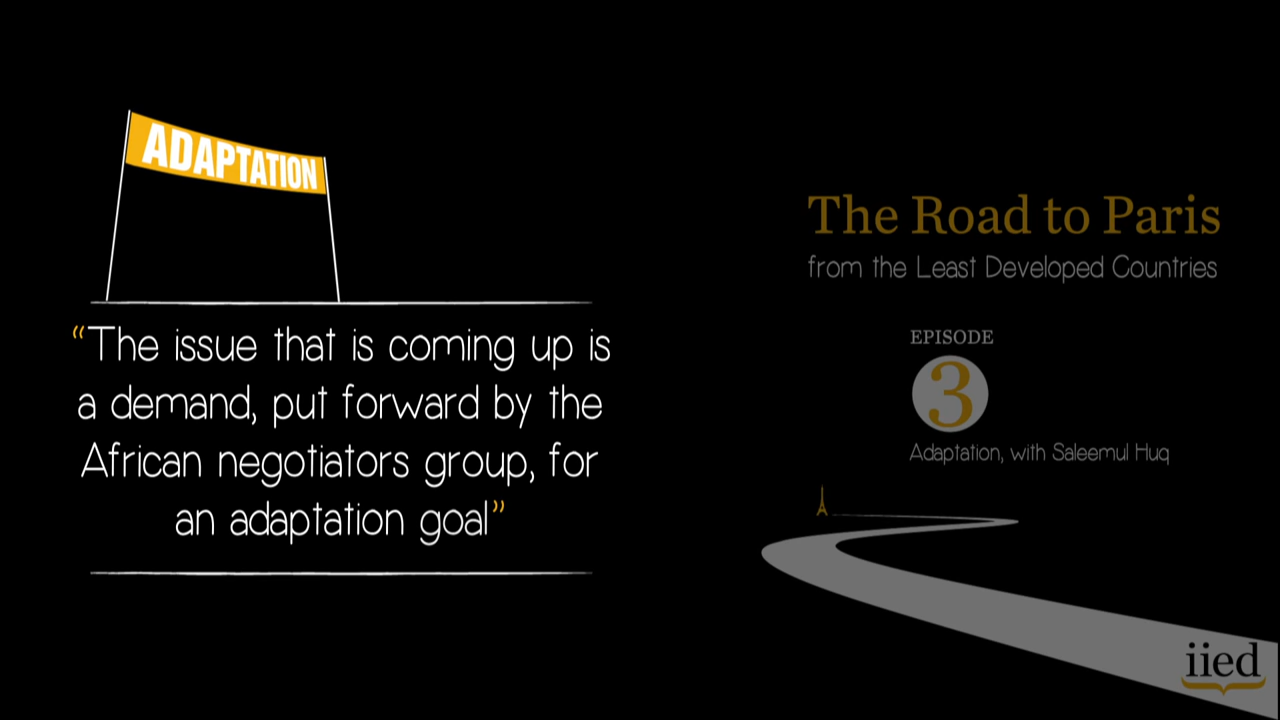 ADAPTATION
“The issue that is coming up is
a demand, put forward by the
African negotiators group, for
an adaptation goal”
The Road to Paris
from the Least Developed Countries
EPISODE
3
Adaptation, with Saleemul Huq
iied